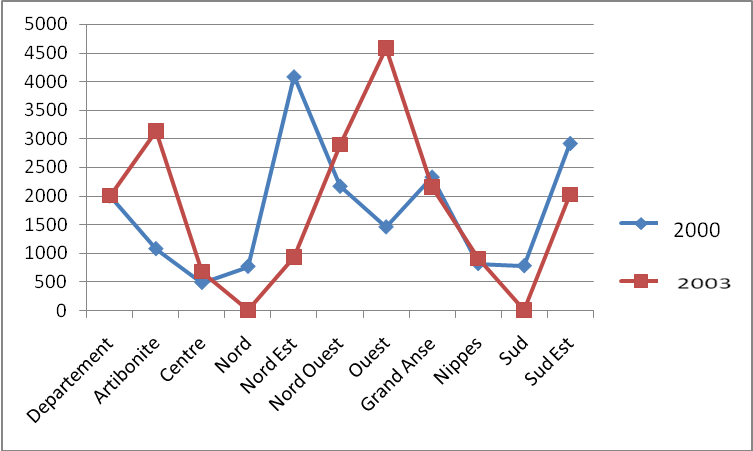 5000
4500
4000
3500
3000
2500
2000
1500
1000
500
0
Departement
Artibonite
Centre
Nord
Nord Est
Nord Ouest
Ouest
Grand Anse
Nippes
Sud
Sud Est
2000
2003